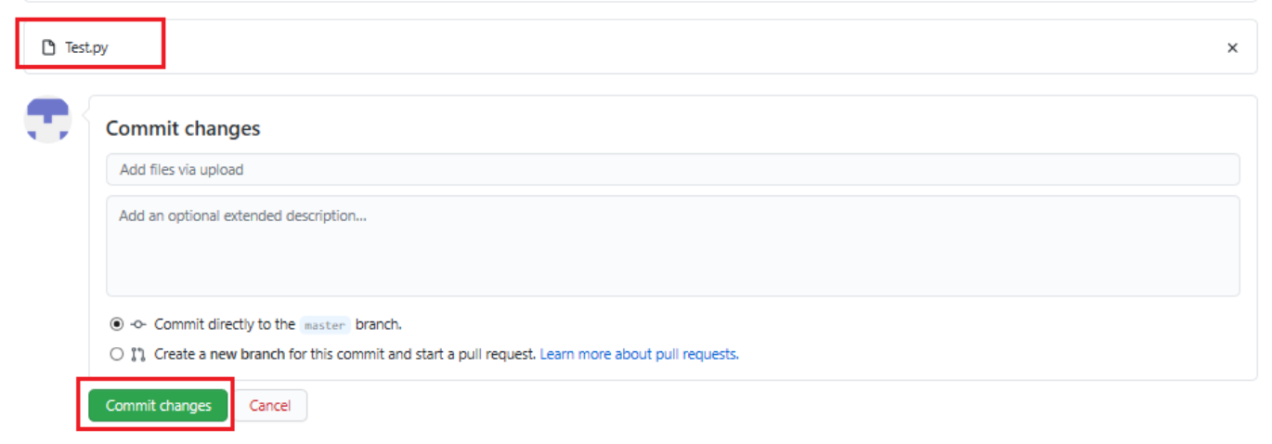 Test.py
Commit changes
Add files via upload
Add an optional extended description...
Commit directly to the master branch.
Create a new branch for this commit and start a pull request. Learn more about pull requests.
Commit changes Cancel